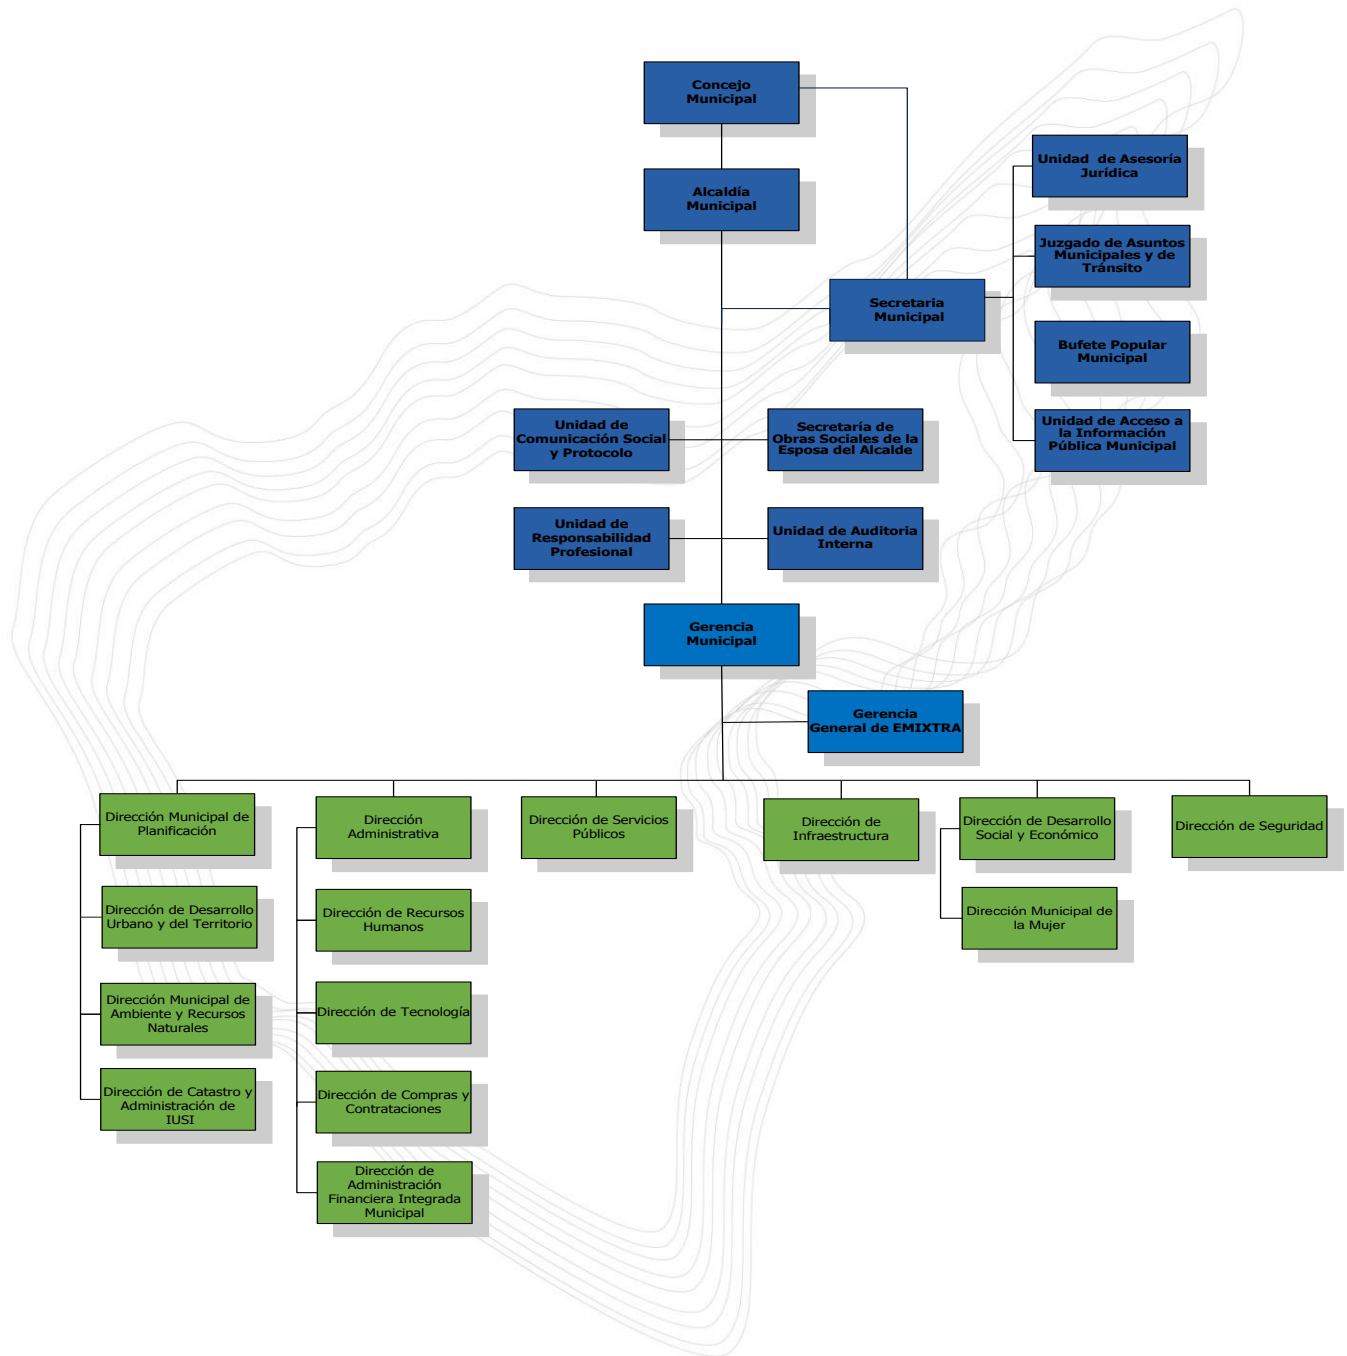 Concejo
Municipal
Alcaldía
Municipal
Unidad de Asesoría
Jurídica
Juzgado de Asuntos
Municipales y de
Tránsito
Secretaria
Municipal
Bufete Popular
Municipal
Unidad de Acceso a
la Información
Pública Municipal
Unidad de
Comunicación Social
y Protocolo
Secretaría de
Obras Sociales de la
Esposa del Alcalde
Unidad de
Responsabilidad
Profesional
Unidad de Auditoria
Interna
Gerencia
Municipal
Gerencia
General de EMIXTRA
Dirección Municipal de
Planificación
Dirección
Administrativa
Dirección de Servicios
Públicos
Dirección de
Infraestructura
Dirección de Desarrollo
Social y Económico
Dirección de Seguridad
Dirección de Desarrollo
Urbano y del Territorio
Dirección de Recursos
Humanos
Dirección Municipal de
la Mujer
Dirección Municipal de
Ambiente y Recursos
Naturales
Dirección de Tecnología
Dirección de Catastro y
Administración de
IUSI
Dirección de Compras y
Contrataciones
Dirección de
Administración
Financiera Integrada
Municipal